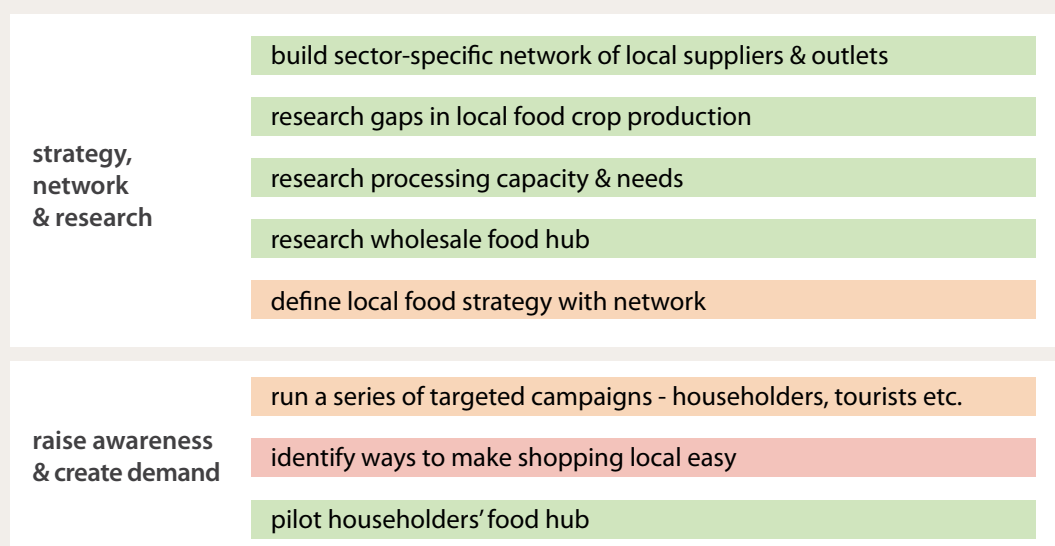 strategy,
network
& research
build sector-specific network of local suppliers & outlets
research gaps in local food crop production
research processing capacity & needs
research wholesale food hub
define local food strategy with network
raise awareness
& create demand
run a series of targeted campaigns - householders, tourists etc.
identify ways to make shopping local easy
pilot householders' food hub